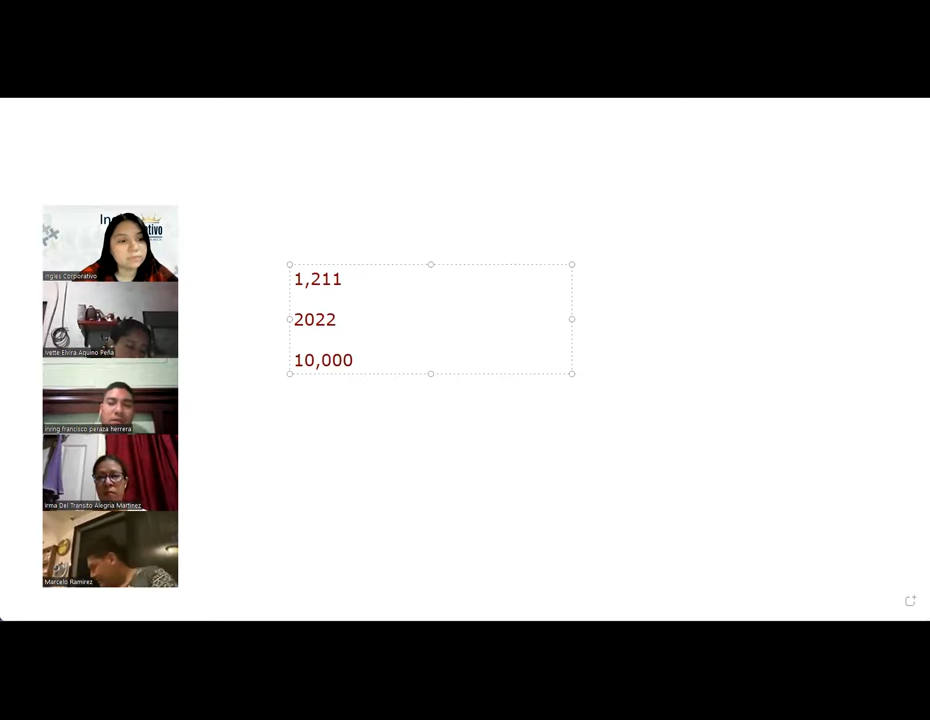 Ingles Corporativo
Ivette Elvira Aquino Peña
irving francisco peraza herrera
Irma Del Transito Alegria Martinez
Marcelo Ramirez
1,211
2022
10,000